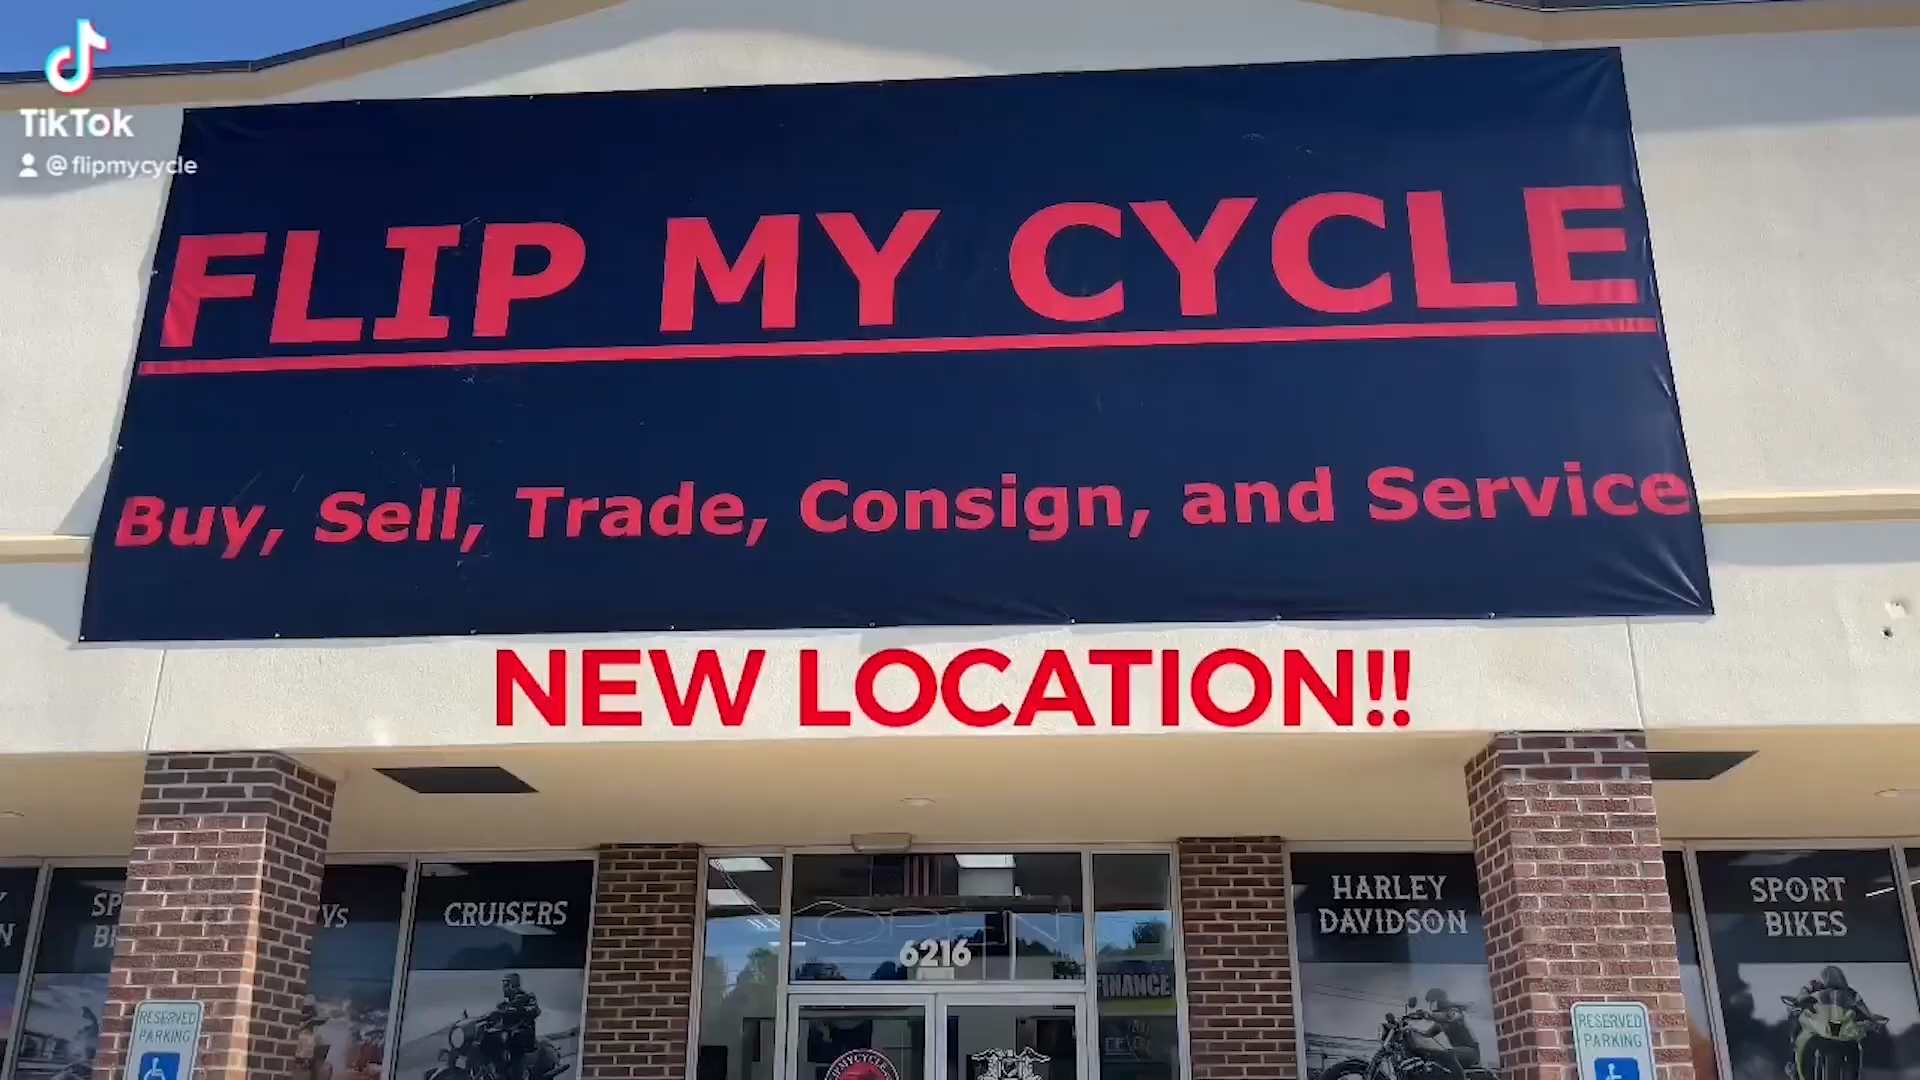 TikTok
@flipmycycle
FLIP MY CYCLE
Buy, Sell, Trade, Consign, and Service
NEW LOCATION!!
CRUISERS
OPEN
6216
FINANCE
HARLEY
DAVIDSON
SPORT
BIKES
RESERVED
PARKING
RESERVED
PARKING